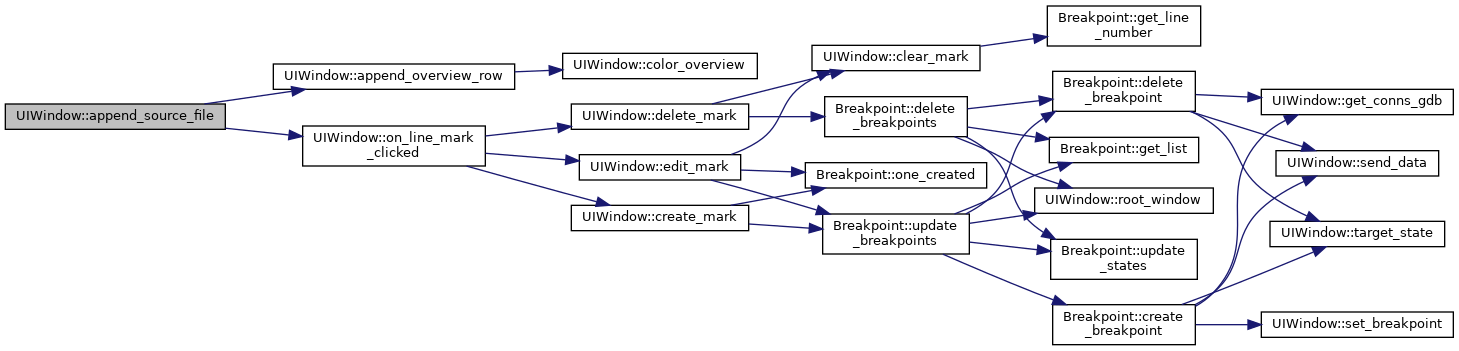 UIWindow::append_source_file
UIWindow::append_overview_row
UIWindow::on_line_mark
_clicked
UIWindow::color_overview
UIWindow::delete_mark
UIWindow::edit_mark
UIWindow::create_mark
UIWindow::clear_mark
Breakpoint::delete
_breakpoints
Breakpoint::one_created
Breakpoint::update
_breakpoints
Breakpoint::get_line
_number
Breakpoint::delete
_breakpoint
Breakpoint::get_list
UIWindow::root_window
Breakpoint::update
_states
Breakpoint::create
_breakpoint
UIWindow::get_conns_gdb
UIWindow::send_data
UIWindow::target_state
UIWindow::set_breakpoint